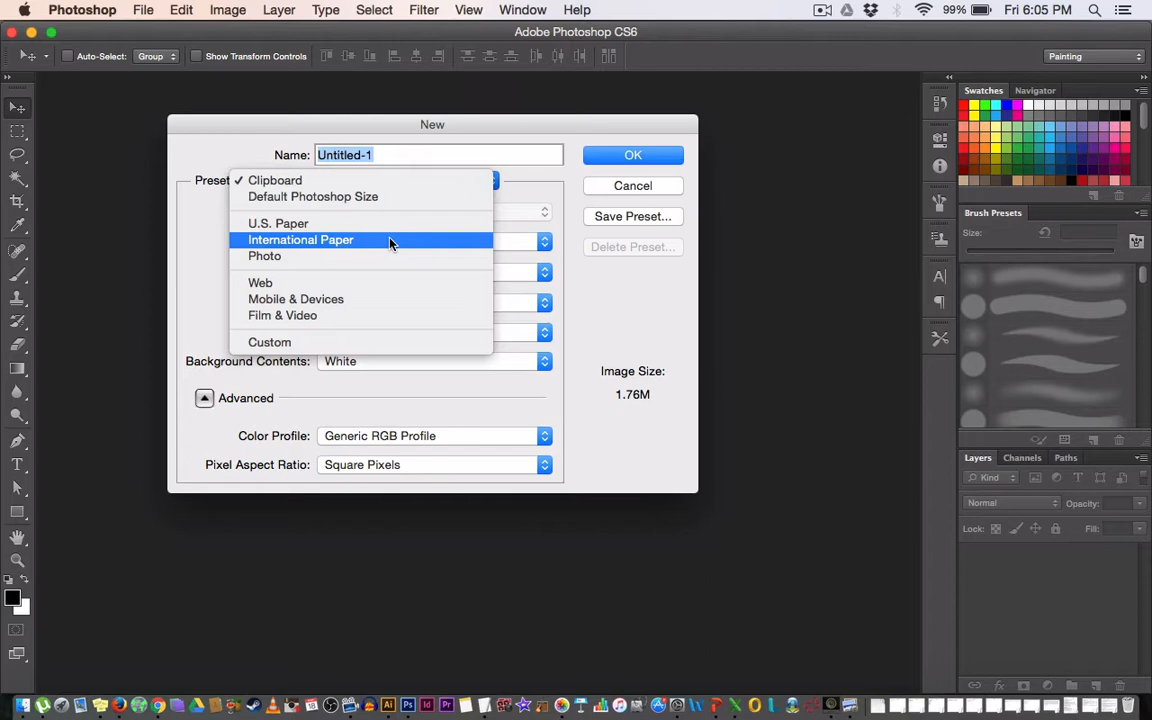 Photoshop File Edit Image Layer Type Select Filter View Window Help 99% Fri 6:05 PM
Adobe Photoshop CS6
Auto-Select: Group Show Transform Controls Painting
Swatches Navigator
New
Name: Untitled-1 OK
Preset ✓ Clipboard Cancel
Default Photoshop Size
Save Preset...
U.S. Paper
International Paper Delete Preset...
Photo
Web
Mobile & Devices
Film & Video
Custom
Background Contents: White
Image Size:
1.76M
Advanced
Color Profile: Generic RGB Profile
Pixel Aspect Ratio: Square Pixels
Brush Presets
Size:
Layers Channels Paths
Kind
Normal Opacity:
Lock: Fill: